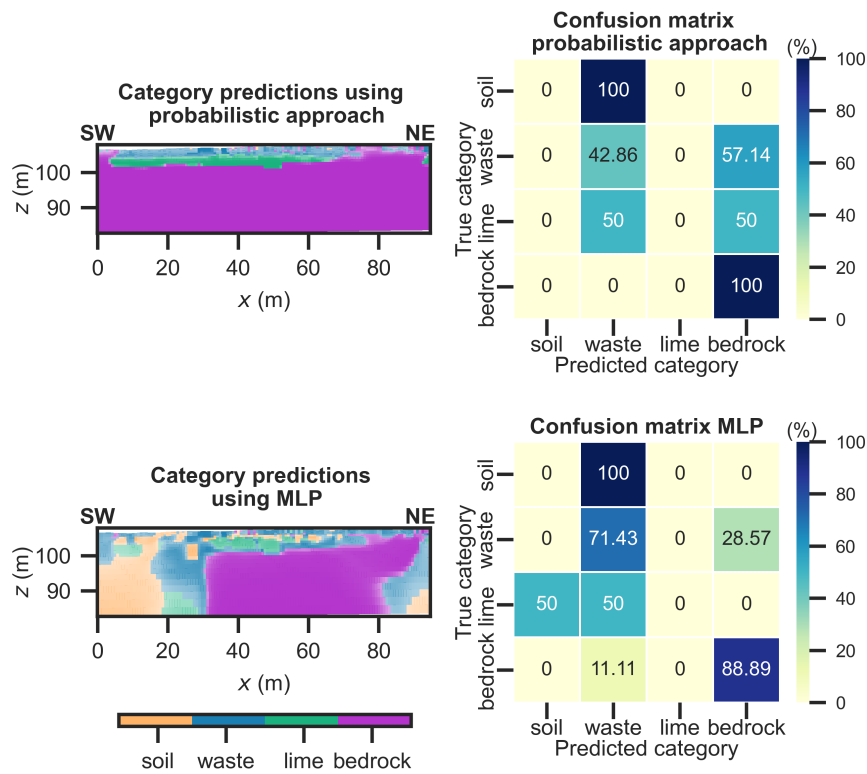 Category predictions using
probabilistic approach
SW NE
z (m)
100
90
0 20 40 60 80
x (m)
Confusion matrix
probabilistic approach
(%)
True category
soil
waste
lime
bedrock
0 100 0 0
0 42.86 0 57.14
0 50 0 50
0 0 0 100
soil waste lime bedrock
Predicted category
100
80
60
40
20
0
Category predictions
using MLP
SW NE
z (m)
100
90
0 20 40 60 80
x (m)
soil waste lime bedrock
Confusion matrix MLP
(%)
True category
soil
waste
lime
bedrock
0 100 0 0
0 71.43 0 28.57
50 50 0 0
0 11.11 0 88.89
soil waste lime bedrock
Predicted category
100
80
60
40
20
0